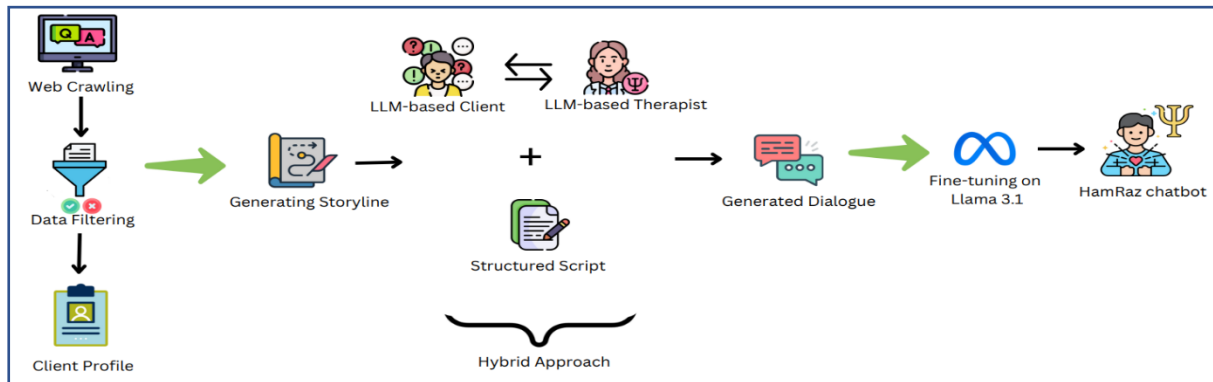 Q A
Web Crawling
Data Filtering
Client Profile
Generating Storyline
LLM-based Client
LLM-based Therapist
+
Structured Script
Hybrid Approach
Generated Dialogue
Fine-tuning on
Llama 3.1
HamRaz chatbot